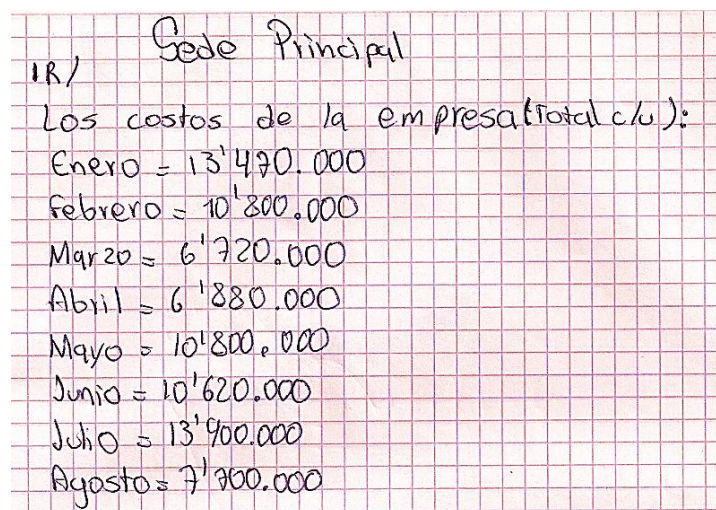 Sede Principal
1R/
Los costos de la empresa (Total c/u):
Enero = 13'470.000
Febrero = 10'800.000
Marzo = 6'720.000
Abril = 6'880.000
Mayo = 10'800.000
Junio = 10'620.000
Julio = 13'900.000
Agosto = 7'700.000